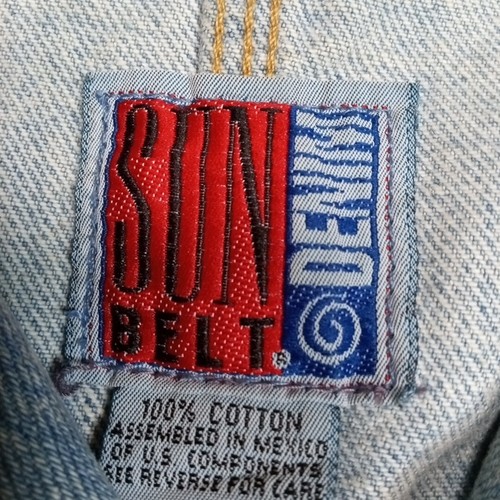 SUN
BELT®
DENIM
100% COTTON
ASSEMBLED IN MEXICO
OF U.S. COMPONENTS
SEE REVERSE FOR CARE